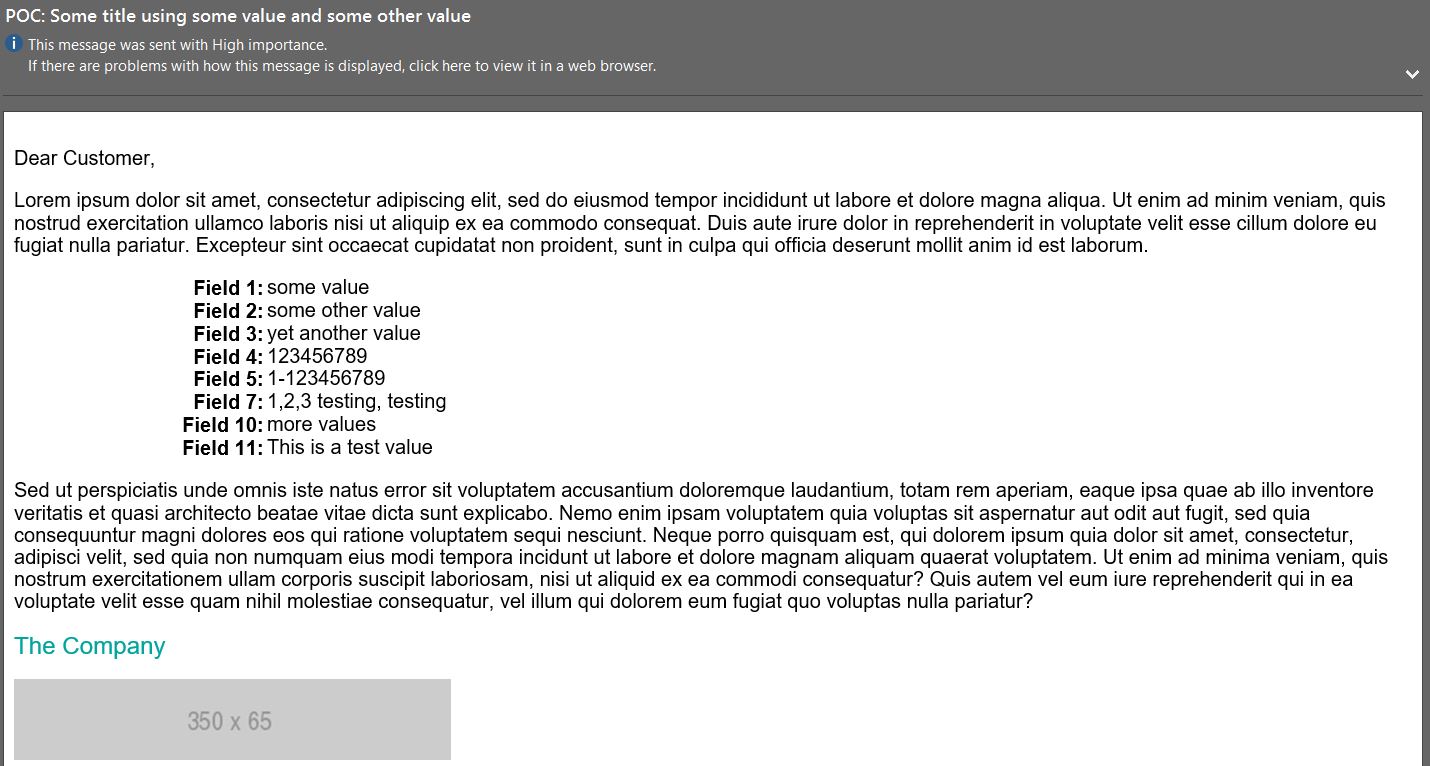 POC: Some title using some value and some other value
This message was sent with High importance.
If there are problems with how this message is displayed, click here to view it in a web browser.
Dear Customer,
Lorem ipsum dolor sit amet, consectetur adipiscing elit, sed do eiusmod tempor incididunt ut labore et dolore magna aliqua. Ut enim ad minim veniam, quis
nostrud exercitation ullamco laboris nisi ut aliquip ex ea commodo consequat. Duis aute irure dolor in reprehenderit in voluptate velit esse cillum dolore eu
fugiat nulla pariatur. Excepteur sint occaecat cupidatat non proident, sunt in culpa qui officia deserunt mollit anim id est laborum.
Field 1: some value
Field 2: some other value
Field 3: yet another value
Field 4: 123456789
Field 5: 1-123456789
Field 7: 1,2,3 testing, testing
Field 10: more values
Field 11: This is a test value
Sed ut perspiciatis unde omnis iste natus error sit voluptatem accusantium doloremque laudantium, totam rem aperiam, eaque ipsa quae ab illo inventore
veritatis et quasi architecto beatae vitae dicta sunt explicabo. Nemo enim ipsam voluptatem quia voluptas sit aspernatur aut odit aut fugit, sed quia
consequuntur magni dolores eos qui ratione voluptatem sequi nesciunt. Neque porro quisquam est, qui dolorem ipsum quia dolor sit amet, consectetur,
adipisci velit, sed quia non numquam eius modi tempora incidunt ut labore et dolore magnam aliquam quaerat voluptatem. Ut enim ad minima veniam, quis
nostrum exercitationem ullam corporis suscipit laboriosam, nisi ut aliquid ex ea commodi consequatur? Quis autem vel eum iure reprehenderit qui in ea
voluptate velit esse quam nihil molestiae consequatur, vel illum qui dolorem eum fugiat quo voluptas nulla pariatur?
The Company
350 x 65